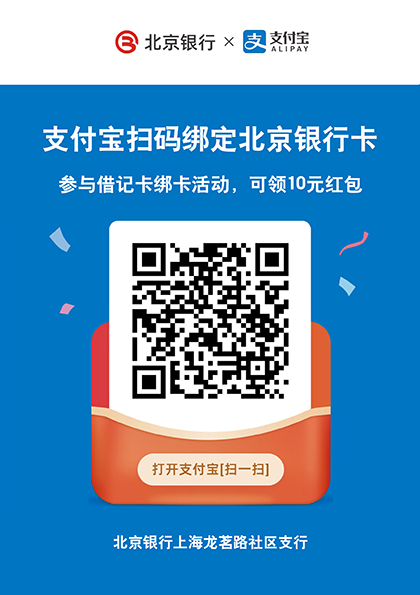 北京银行 × 支 支付宝
ALIPAY
支付宝扫码绑定北京银行卡
参与借记卡绑卡活动，可领10元红包
打开支付宝[扫一扫]
北京银行上海龙茗路社区支行